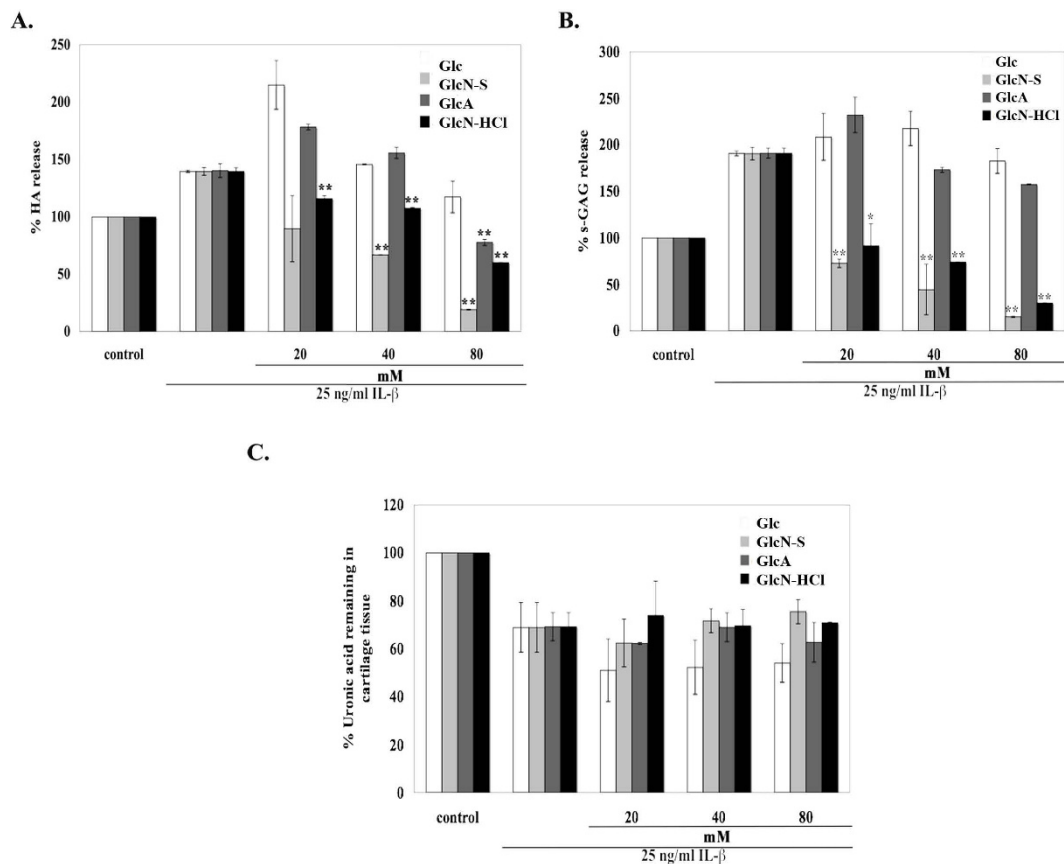 A.
% HA release
250
200
150
100
50
0
Glc
GlcN-S
GlcA
GlcN-HCl
**
**
**
**
**
**
control
20
40
80
mM
25 ng/ml IL-β
B.
% s-GAG release
300
250
200
150
100
50
0
Glc
GlcN-S
GlcA
GlcN-HCl
**
*
**
**
**
**
control
20
40
80
mM
25 ng/ml IL-β
C.
% Uronic acid remaining in
cartilage tissue
120
100
80
60
40
20
0
Glc
GlcN-S
GlcA
GlcN-HCl
control
20
40
80
mM
25 ng/ml IL-β